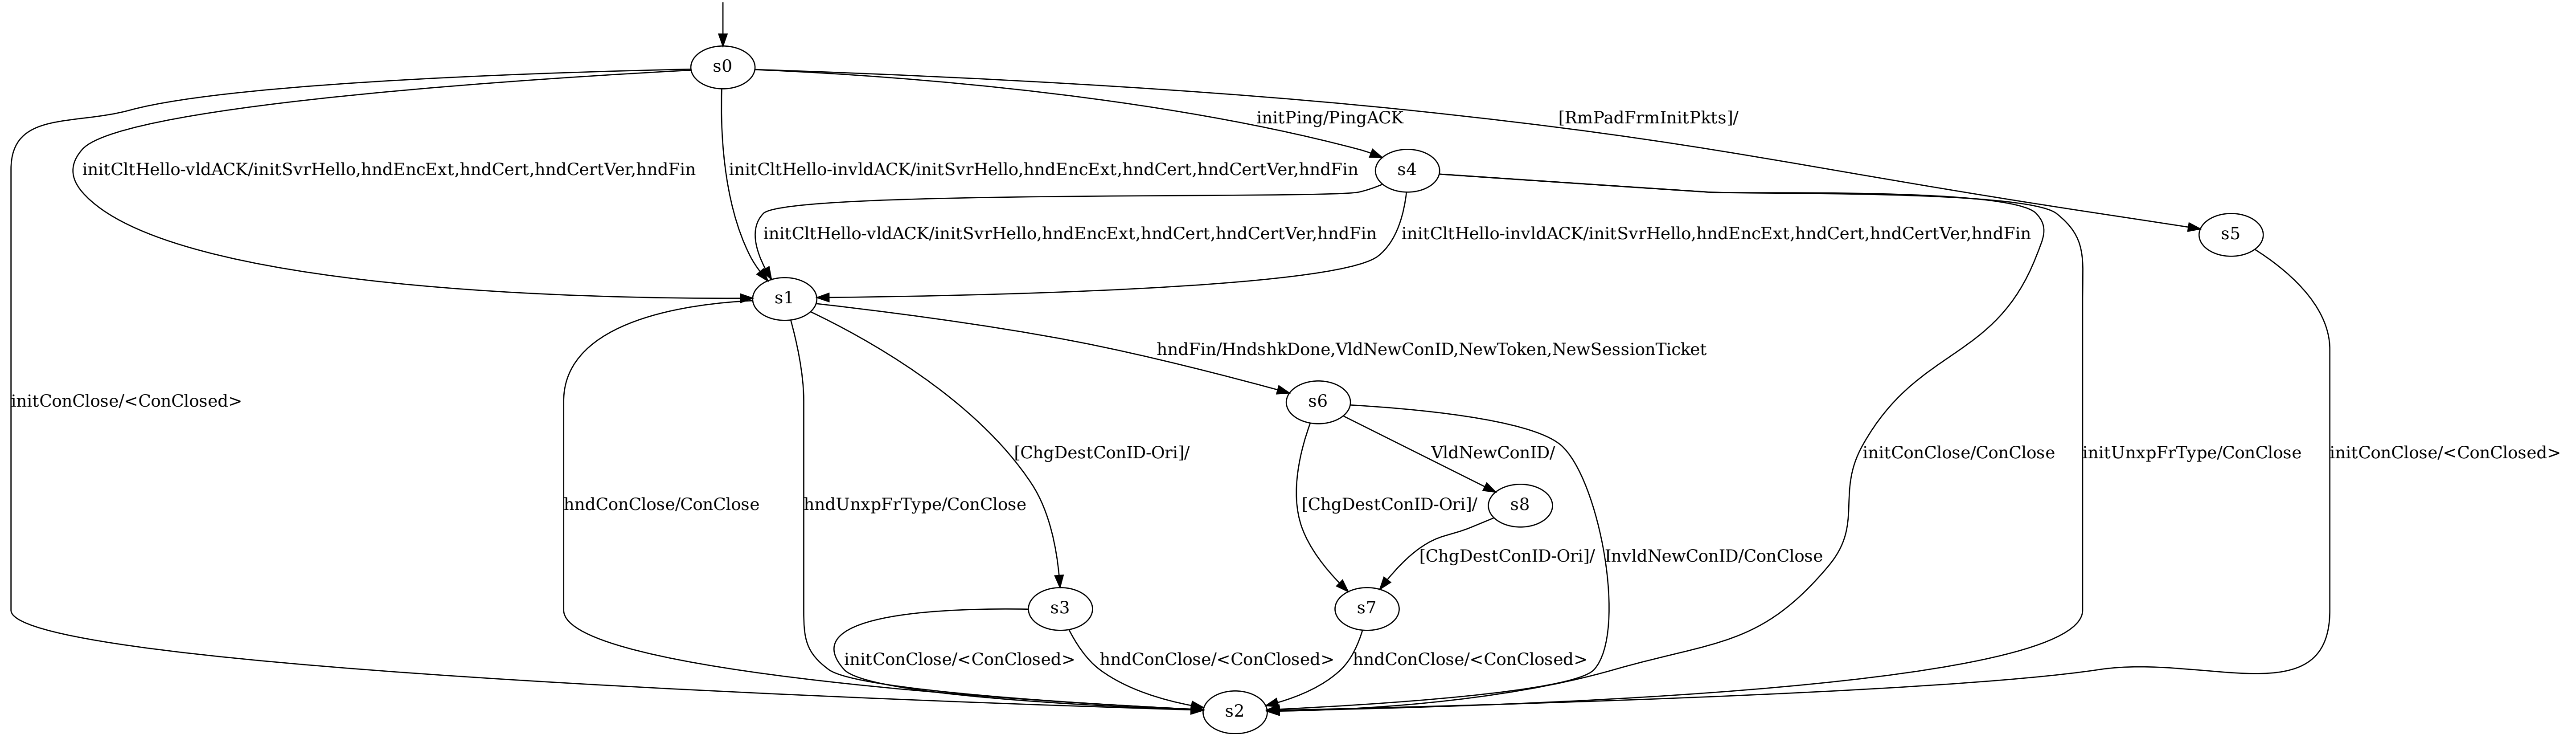 s0
initPing/PingACK
[RmPadFrmInitPkts]/
initCltHello-vldACK/initSvrHello,hndEncExt,hndCert,hndCertVer,hndFin
initCltHello-invldACK/initSvrHello,hndEncExt,hndCert,hndCertVer,hndFin
s4
initCltHello-vldACK/initSvrHello,hndEncExt,hndCert,hndCertVer,hndFin
initCltHello-invldACK/initSvrHello,hndEncExt,hndCert,hndCertVer,hndFin
s5
s1
hndFin/HndshkDone,VldNewConID,NewToken,NewSessionTicket
initConClose/<ConClosed>
s6
[ChgDestConID-Ori]/
VldNewConID/
initConClose/ConClose
initUnxpFrType/ConClose
initConClose/<ConClosed>
hndConClose/ConClose
hndUnxpFrType/ConClose
[ChgDestConID-Ori]/
s8
[ChgDestConID-Ori]/
InvldNewConID/ConClose
s3
s7
initConClose/<ConClosed>
hndConClose/<ConClosed>
hndConClose/<ConClosed>
s2